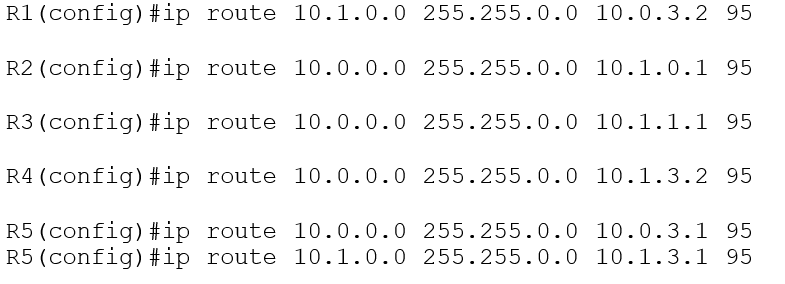 R1(config)#ip route 10.1.0.0 255.255.0.0 10.0.3.2 95
R2(config)#ip route 10.0.0.0 255.255.0.0 10.1.0.1 95
R3(config)#ip route 10.0.0.0 255.255.0.0 10.1.1.1 95
R4(config)#ip route 10.0.0.0 255.255.0.0 10.1.3.2 95
R5(config)#ip route 10.0.0.0 255.255.0.0 10.0.3.1 95
R5(config)#ip route 10.1.0.0 255.255.0.0 10.1.3.1 95